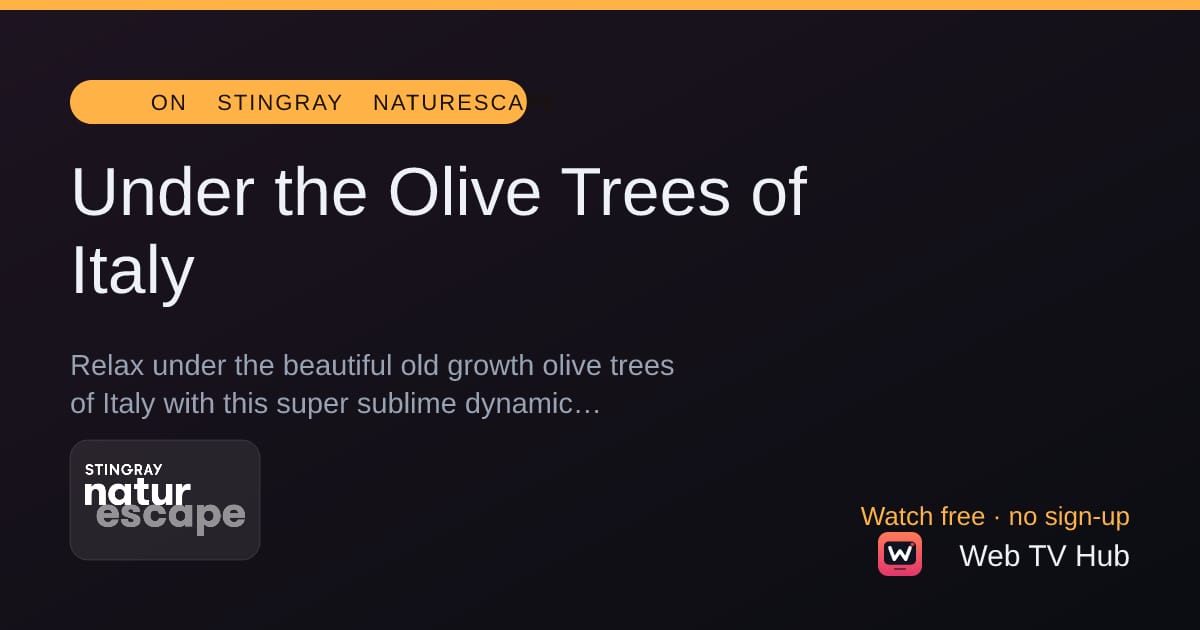 ON STINGRAY NATURESCA
Under the Olive Trees of
Italy
Relax under the beautiful old growth olive trees
of Italy with this super sublime dynamic…
STINGRAY
natur
escape
Watch free · no sign-up
W
Web TV Hub